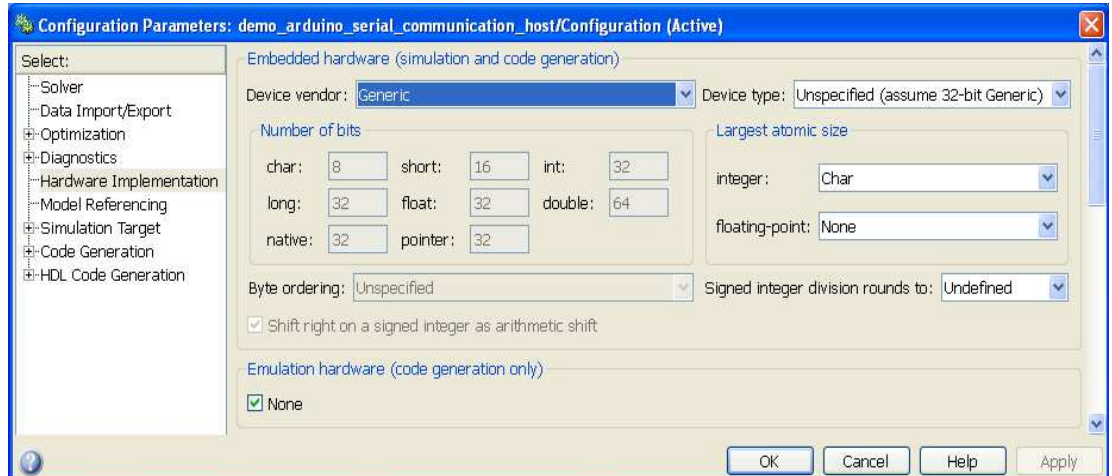 Configuration Parameters: demo_arduino_serial_communication_host/Configuration (Active)
Select:
Solver
Data Import/Export
Optimization
Diagnostics
Hardware Implementation
Model Referencing
Simulation Target
Code Generation
HDL Code Generation
Embedded hardware (simulation and code generation)
Device vendor: Generic Device type: Unspecified (assume 32-bit Generic)
Number of bits
char: 8 short: 16 int: 32
long: 32 float: 32 double: 64
native: 32 pointer: 32
Largest atomic size
integer: Char
floating-point: None
Byte ordering: Unspecified Signed integer division rounds to: Undefined
Shift right on a signed integer as arithmetic shift
Emulation hardware (code generation only)
None
? OK Cancel Help Apply